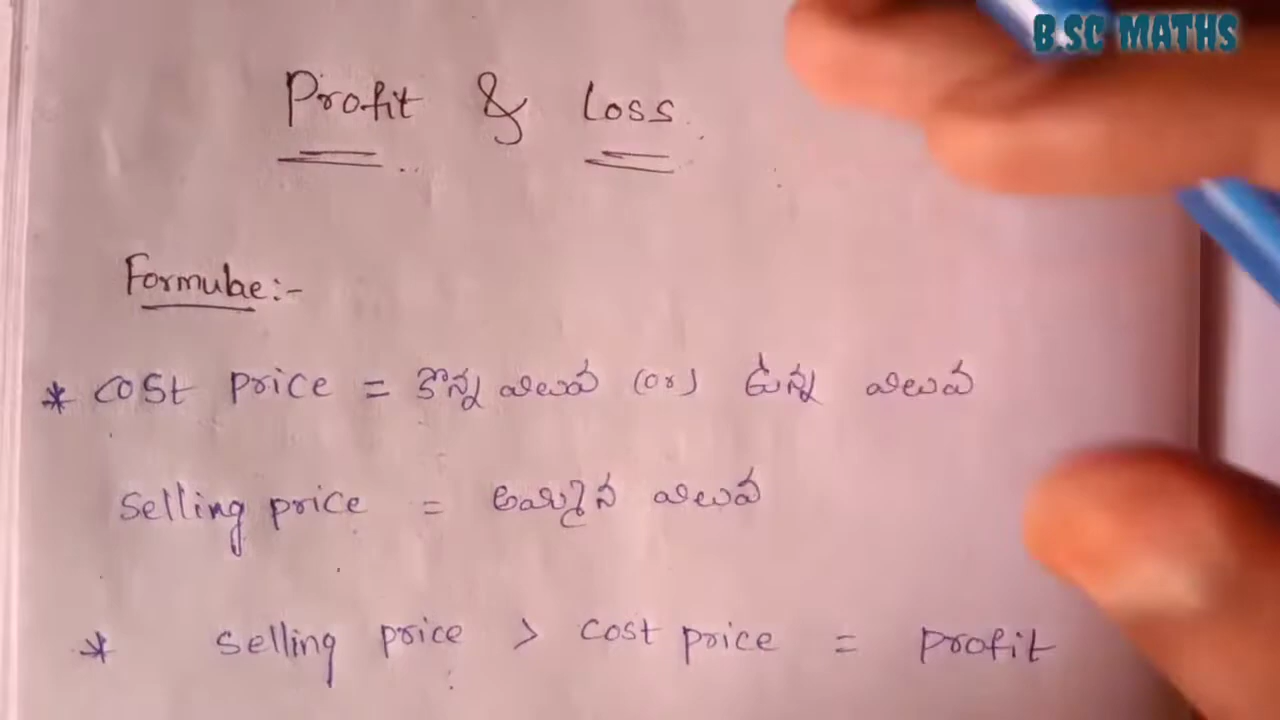 B.SC MATHS
Profit & Loss
Formulae:-
* cost price = కొన్న విలువ (or) ఉన్న విలువ
selling price = అమ్మిన విలువ
* selling price > cost price = profit